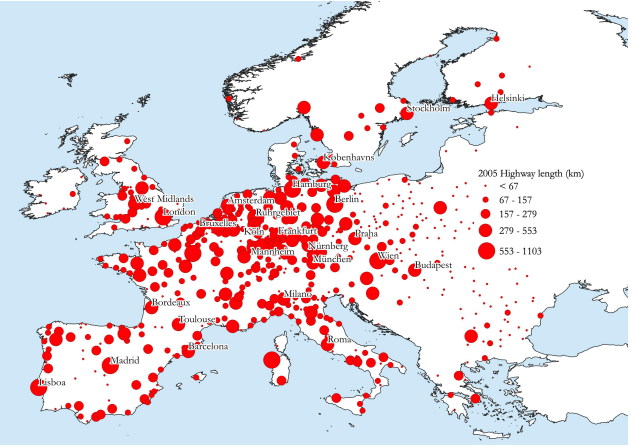 Helsinki
Stockholm
Kobenhavns
2005 Highway length (km)
< 67
67 - 157
157 - 279
279 - 553
553 - 1103
Hamburg
West Midlands
Amsterdam
Berlin
London
Ruhrgebiet
Bruxelles
Köln
Frankfurt
Praha
Nürnberg
Mannheim
Wien
München
Budapest
Milano
Bordeaux
Toulouse
Roma
Barcelona
Madrid
Lisboa